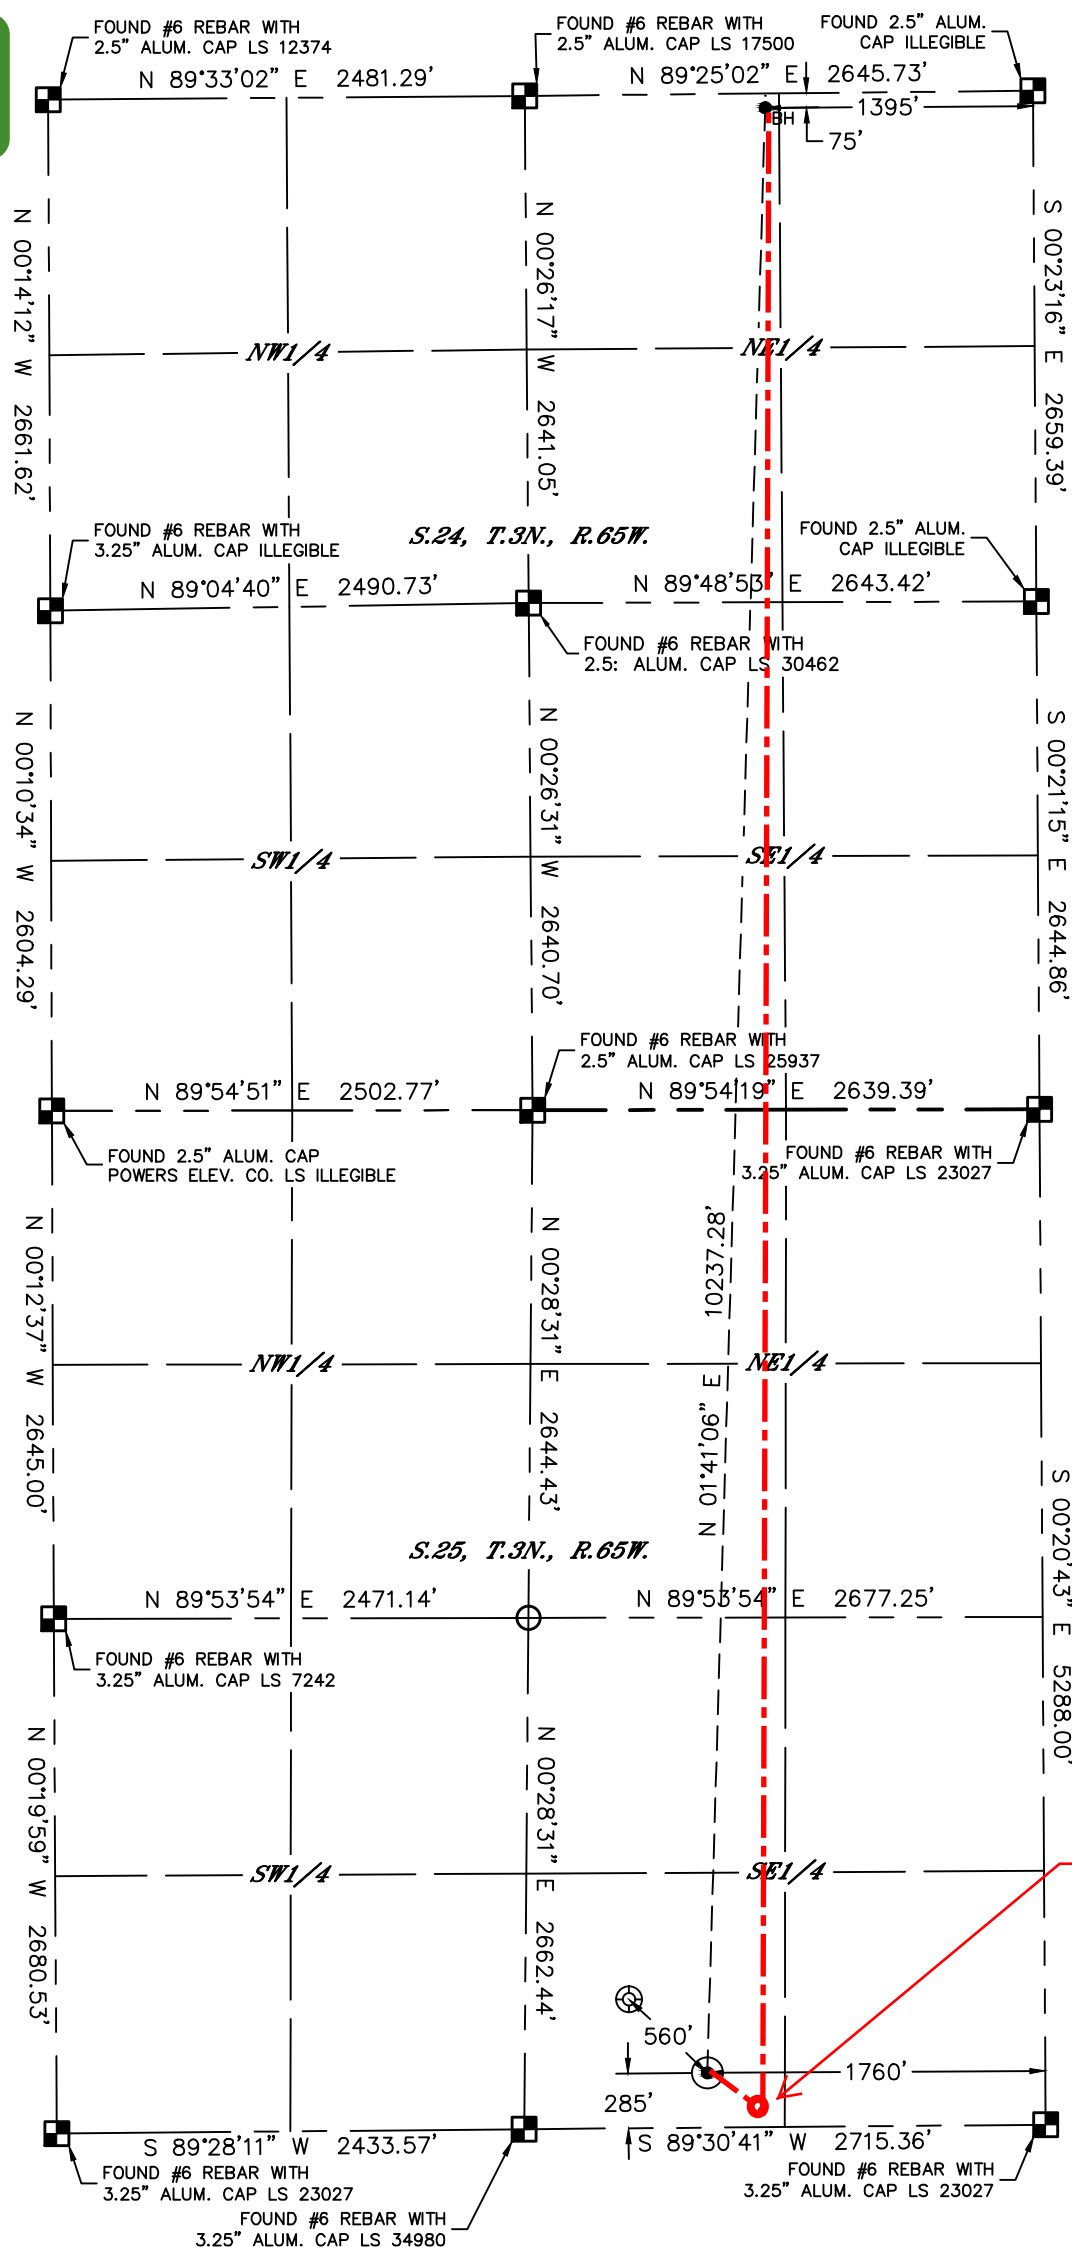 FOUND #6 REBAR WITH
2.5" ALUM. CAP LS 12374
FOUND #6 REBAR WITH
2.5" ALUM. CAP LS 17500
FOUND 2.5" ALUM.
CAP ILLEGIBLE
N 89°33'02" E 2481.29'
N 89°25'02" E 2645.73'
BH
1395'
75'
N 00°14'12" W 2661.62'
N 00°26'17" W 2641.05'
S 00°23'16" E 2659.39'
NW1/4
NE1/4
S.24, T.3N., R.65W.
FOUND #6 REBAR WITH
3.25" ALUM. CAP ILLEGIBLE
FOUND 2.5" ALUM.
CAP ILLEGIBLE
N 89°04'40" E 2490.73'
N 89°48'53" E 2643.42'
FOUND #6 REBAR WITH
2.5: ALUM. CAP LS 30462
N 00°10'34" W 2604.29'
N 00°26'31" W 2640.70'
S 00°21'15" E 2644.86'
SW1/4
SE1/4
FOUND #6 REBAR WITH
2.5" ALUM. CAP LS 25937
N 89°54'51" E 2502.77'
N 89°54'19" E 2639.39'
FOUND 2.5" ALUM. CAP
POWERS ELEV. CO. LS ILLEGIBLE
FOUND #6 REBAR WITH
3.25" ALUM. CAP LS 23027
N 00°12'37" W 2645.00'
N 00°28'31" E 2644.43'
N 01°41'06" E 10237.28'
S 00°20'43" E 5288.00'
NW1/4
NE1/4
S.25, T.3N., R.65W.
N 89°53'54" E 2471.14'
N 89°53'54" E 2677.25'
FOUND #6 REBAR WITH
3.25" ALUM. CAP LS 7242
N 00°19'59" W 2680.53'
N 00°28'31" E 2662.44'
SW1/4
SE1/4
560'
1760'
285'
S 89°28'11" W 2433.57'
S 89°30'41" W 2715.36'
FOUND #6 REBAR WITH
3.25" ALUM. CAP LS 23027
FOUND #6 REBAR WITH
3.25" ALUM. CAP LS 23027
FOUND #6 REBAR WITH
3.25" ALUM. CAP LS 34980